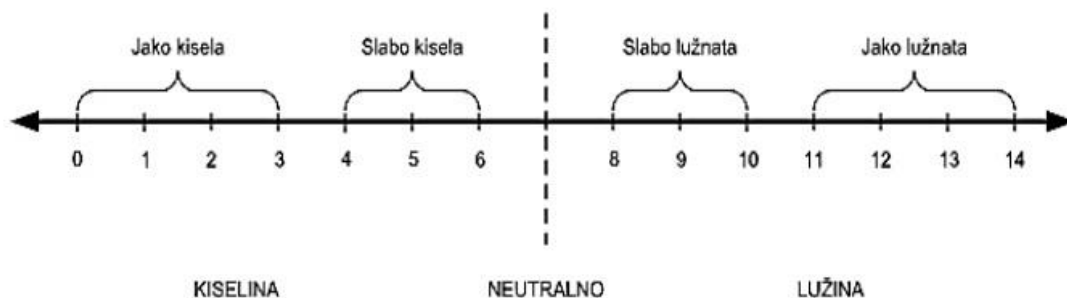 Jako kisela Slabo kisela Slabo lužnata Jako lužnata
0 1 2 3 4 5 6 8 9 10 11 12 13 14
KISELINA NEUTRALNO LUŽINA